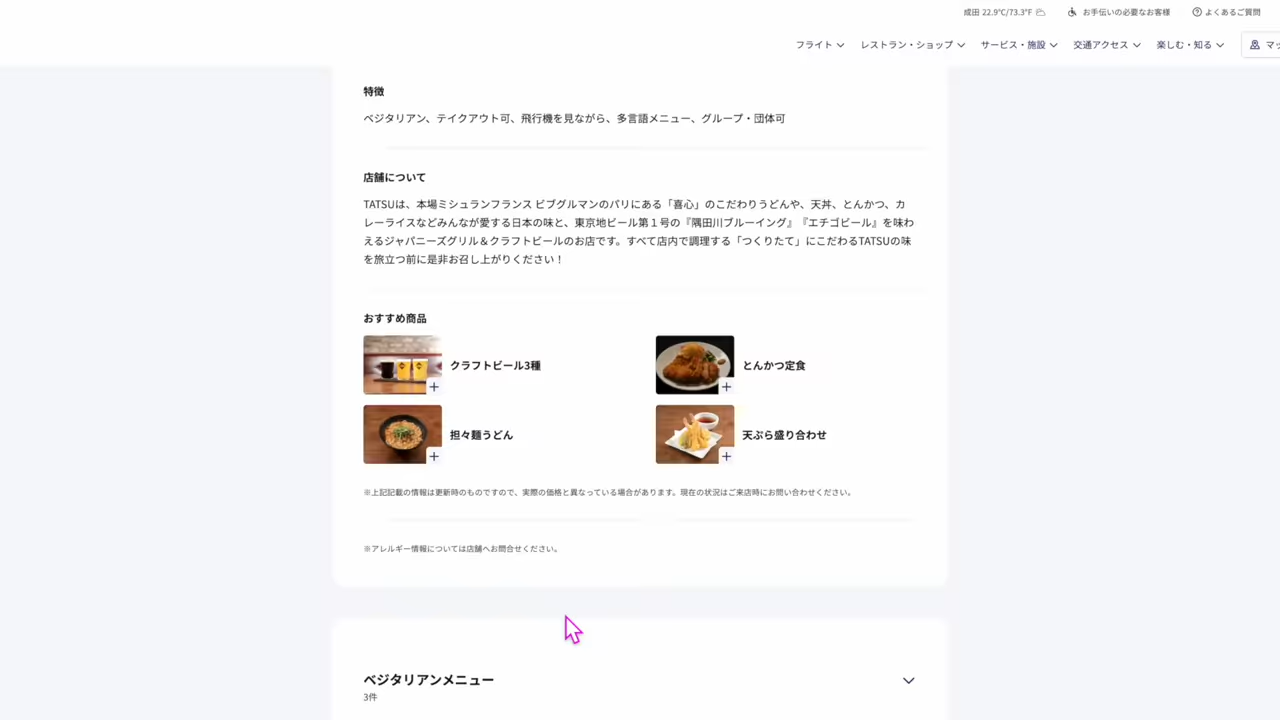 成田 22.9℃/73.3°F
お手伝いの必要なお客様
よくあるご質問
フライト
レストラン・ショップ
サービス・施設
交通アクセス
楽しむ・知る
マッ
特徴
ベジタリアン、テイクアウト可、飛行機を見ながら、多言語メニュー、グループ・団体可
店舗について
TATSUは、本場ミシュランフランス ビブグルマンのパリにある「喜心」のこだわりうどんや、天丼、とんかつ、カ
レーライスなどみんなが愛する日本の味と、東京地ビール第１号の『隅田川ブルーイング』『エチゴビール』を味わ
えるジャパニーズグリル＆クラフトビールのお店です。すべて店内で調理する「つくりたて」にこだわるTATSUの味
を旅立つ前に是非お召し上がりください！
おすすめ商品
クラフトビール3種
とんかつ定食
担々麺うどん
天ぷら盛り合わせ
※上記記載の情報は更新時のものですので、実際の価格と異なっている場合があります。現在の状況はご来店時にお問い合わせください。
※アレルギー情報については店舗へお問合せください。
ベジタリアンメニュー
3件